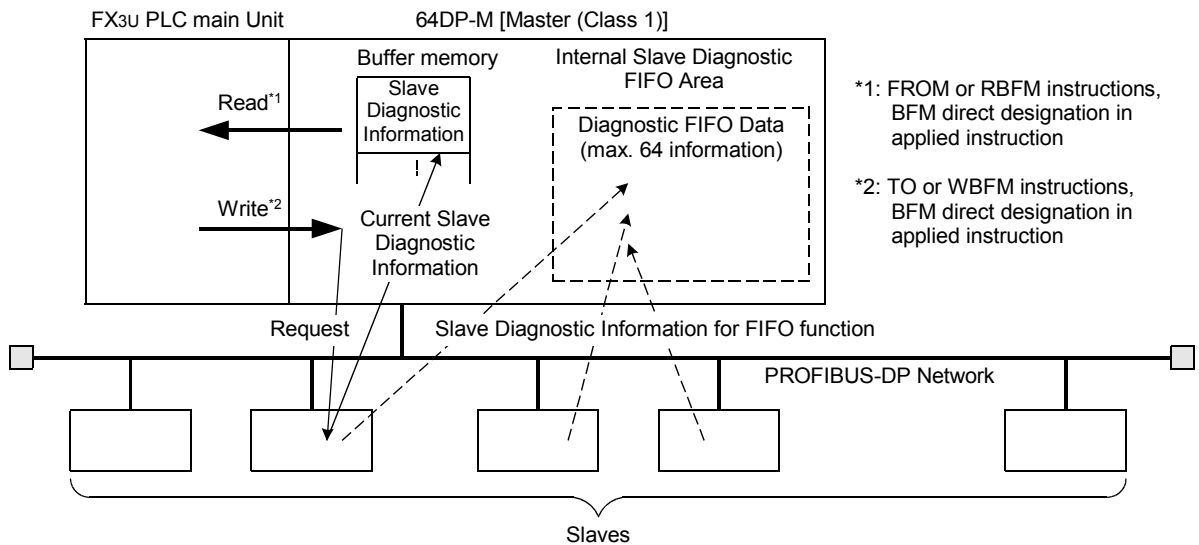 FX3U PLC main Unit
64DP-M [Master (Class 1)]
Buffer memory
Slave
Diagnostic
Information
Internal Slave Diagnostic
FIFO Area
Diagnostic FIFO Data
(max. 64 information)
Read*1
Write*2
Current Slave
Diagnostic
Information
*1: FROM or RBFM instructions,
BFM direct designation in
applied instruction
*2: TO or WBFM instructions,
BFM direct designation in
applied instruction
Request
Slave Diagnostic Information for FIFO function
PROFIBUS-DP Network
Slaves